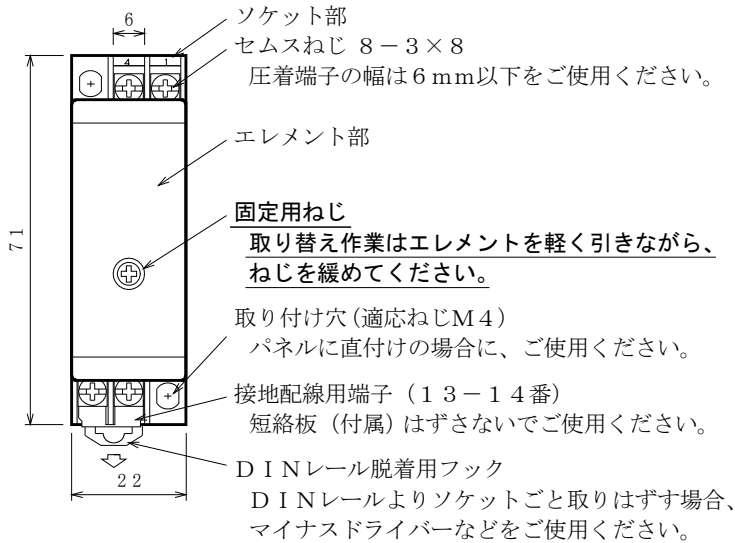 6
ソケット部
セムスねじ ８－３×８
圧着端子の幅は６ｍｍ以下をご使用ください。
4 1
エレメント部
71
固定用ねじ
取り替え作業はエレメントを軽く引きながら、
ねじを緩めてください。
取り付け穴(適応ねじＭ４)
パネルに直付けの場合に、ご使用ください。
接地配線用端子（１３－１４番）
短絡板（付属）はずさないでご使用ください。
22
ＤＩＮレール脱着用フック
ＤＩＮレールよりソケットごと取りはずす場合、
マイナスドライバーなどをご使用ください。